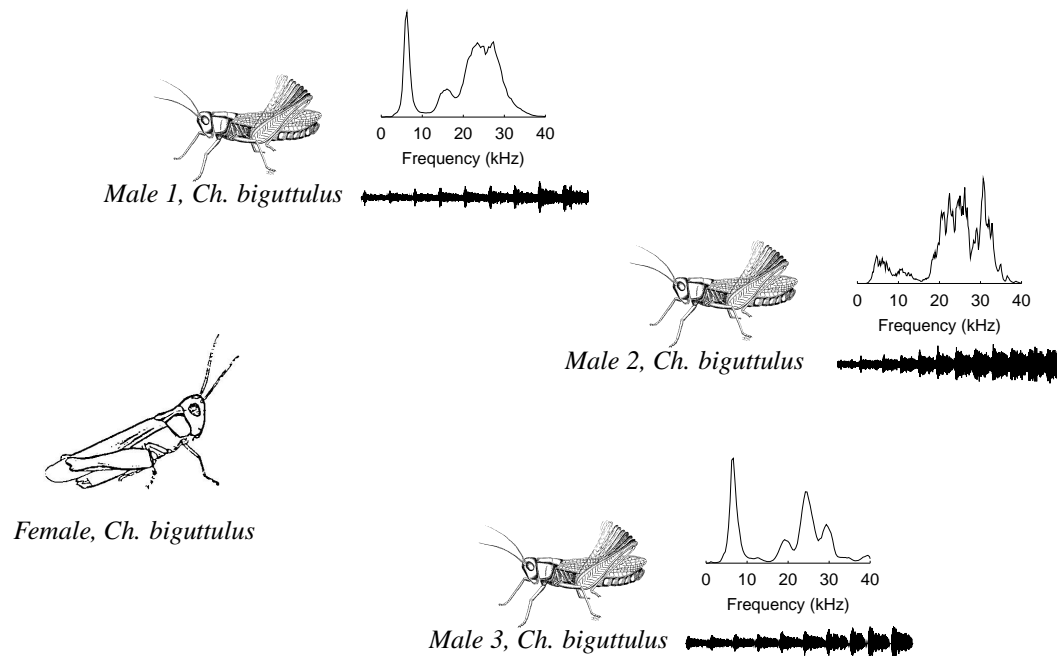 0 10 20 30 40
Frequency (kHz)
Male 1, Ch. biguttulus
0 10 20 30 40
Frequency (kHz)
Male 2, Ch. biguttulus
Female, Ch. biguttulus
0 10 20 30 40
Frequency (kHz)
Male 3, Ch. biguttulus